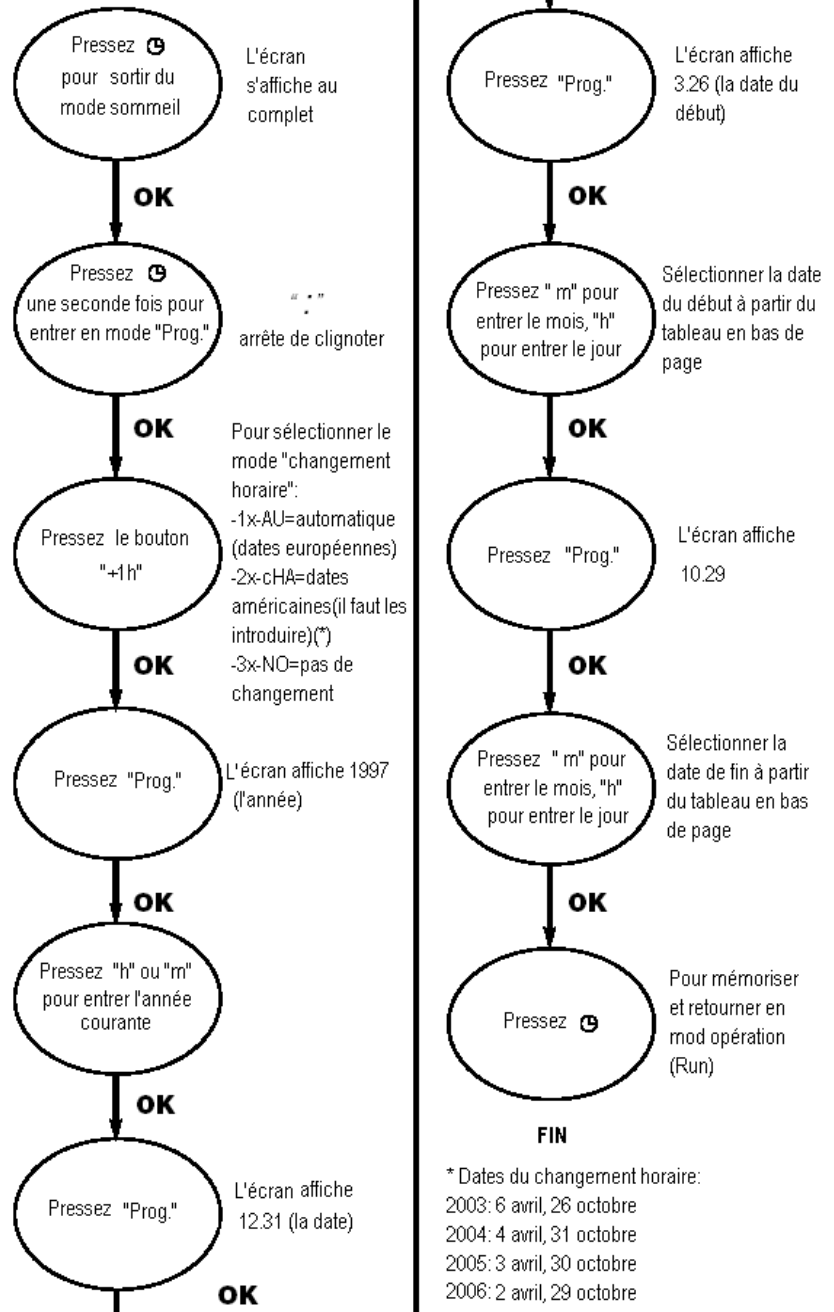 Pressez
pour sortir du
mode sommeil
L'écran
s'affiche au
complet
OK
Pressez
une seconde fois pour
entrer en mode "Prog."
" : "
arrête de clignoter
OK
Pressez le bouton
"+1h"
Pour sélectionner le
mode "changement
horaire":
-1x-AU=automatique
(dates européennes)
-2x-cHA=dates
américaines(il faut les
introduire)(*)
-3x-NO=pas de
changement
OK
Pressez "Prog."
L'écran affiche 1997
(l'année)
OK
Pressez "h" ou "m"
pour entrer l'année
courante
OK
Pressez "Prog."
L'écran affiche
12.31 (la date)
OK
Pressez "Prog."
L'écran affiche
3.26 (la date du
début)
OK
Pressez " m" pour
entrer le mois, "h"
pour entrer le jour
Sélectionner la date
du début à partir du
tableau en bas de
page
OK
Pressez "Prog."
L'écran affiche
10.29
OK
Pressez " m" pour
entrer le mois, "h"
pour entrer le jour
Sélectionner la
date de fin à partir
du tableau en bas
de page
OK
Pressez
Pour mémoriser
et retourner en
mod opération
(Run)
FIN
* Dates du changement horaire:
2003: 6 avril, 26 octobre
2004: 4 avril, 31 octobre
2005: 3 avril, 30 octobre
2006: 2 avril, 29 octobre